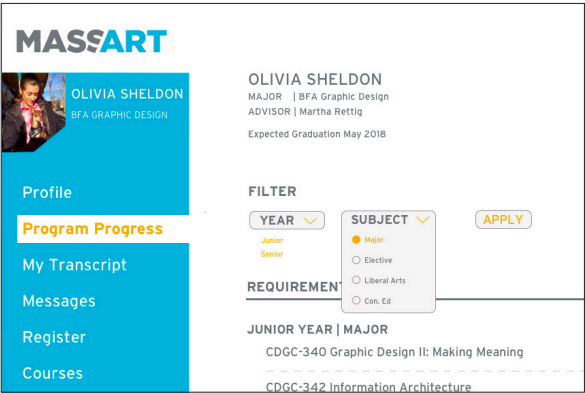 MASSART
OLIVIA SHELDON
BFA GRAPHIC DESIGN
Profile
Program Progress
My Transcript
Messages
Register
Courses
OLIVIA SHELDON
MAJOR | BFA Graphic Design
ADVISOR | Martha Rettig
Expected Graduation May 2018
FILTER
YEAR
Junior
Senior
SUBJECT
Major
Elective
Liberal Arts
Con. Ed
APPLY
REQUIREMENT
JUNIOR YEAR | MAJOR
CDGC-340 Graphic Design II: Making Meaning
CDGC-342 Information Architecture